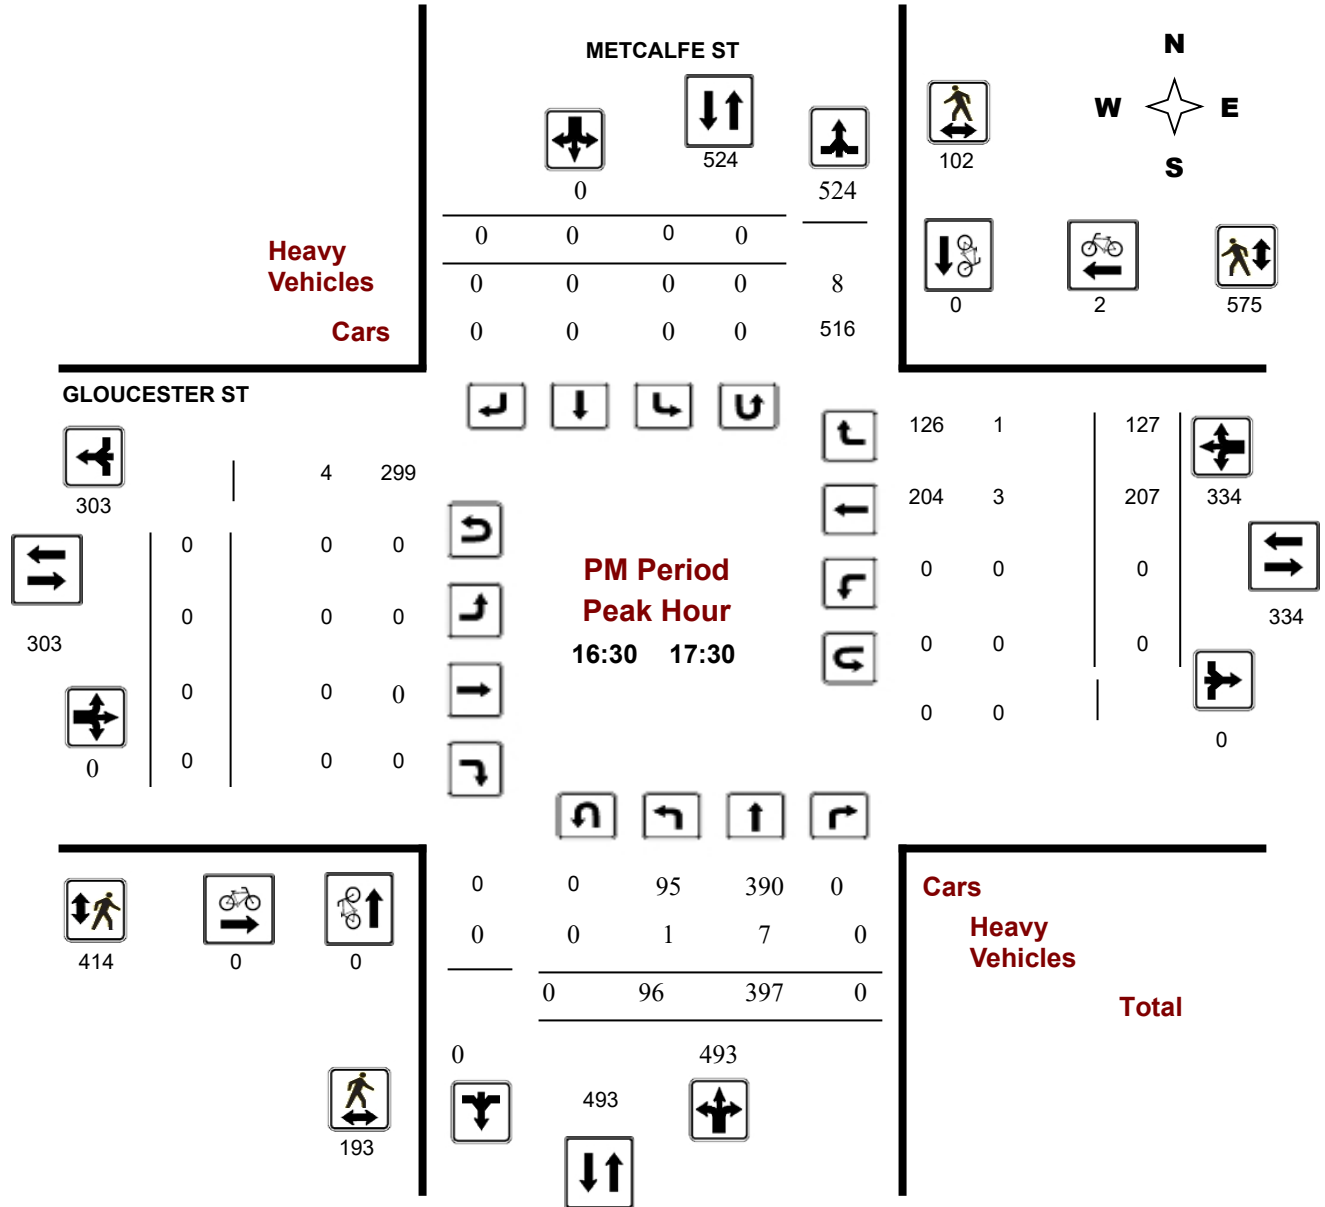 METCALFE ST
N
W E
S
524
102
0
524
0 0 0 0
Heavy
Vehicles
0 0 0 0 8
0 2 575
Cars
0 0 0 0 516
GLOUCESTER ST
126 1 127
4 299
303
204 3 207 334
0 0 0
PM Period
0 0 0
Peak Hour
0 0 0
334
303
16:30 17:30
0 0 0
0 0 0
0 0
0
0 0 0
0
0 0 95 390 0
Cars
0 0 1 7 0
Heavy
Vehicles
414 0 0
0 96 397 0
Total
0 493
493
193